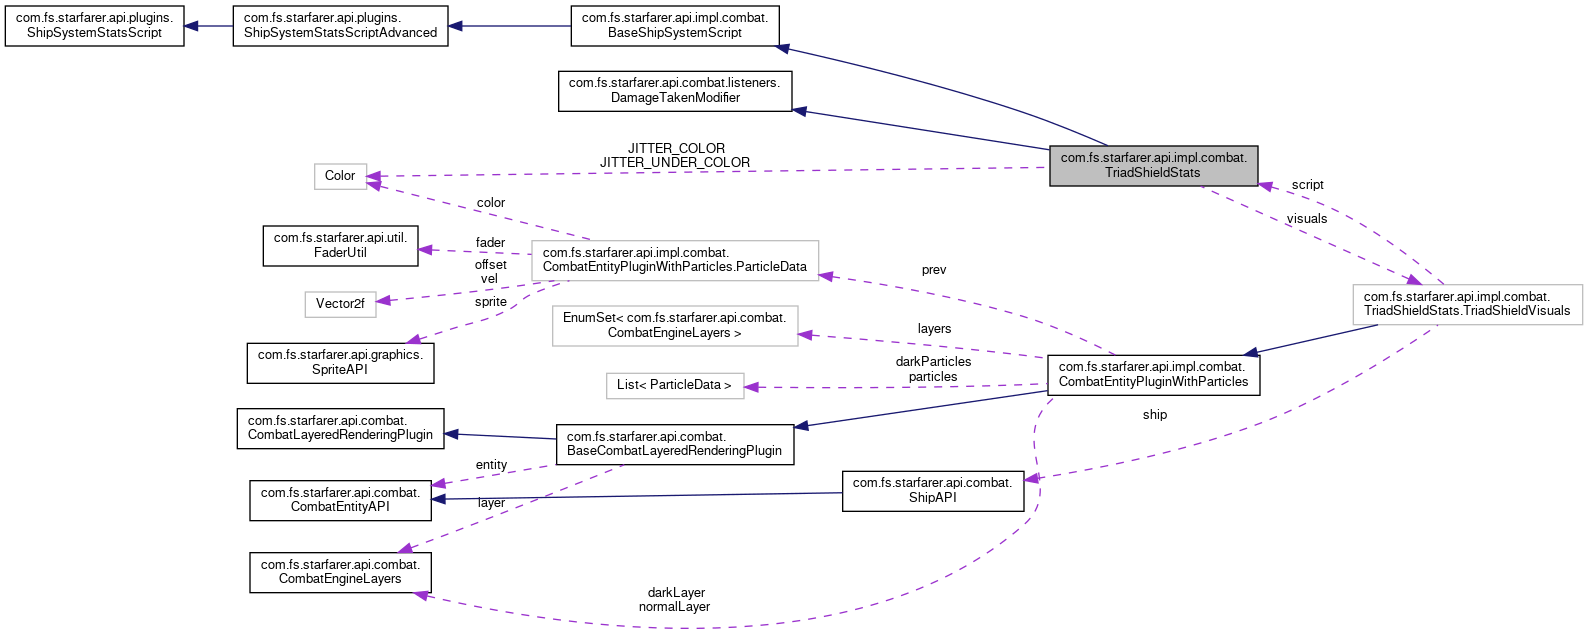 com.fs.starfarer.api.plugins.
ShipSystemStatsScript
com.fs.starfarer.api.plugins.
ShipSystemStatsScriptAdvanced
com.fs.starfarer.api.impl.combat.
BaseShipSystemScript
com.fs.starfarer.api.combat.listeners.
DamageTakenModifier
JITTER_COLOR
JITTER_UNDER_COLOR
com.fs.starfarer.api.impl.combat.
TriadShieldStats
Color
script
color
visuals
com.fs.starfarer.api.util.
FaderUtil
fader
com.fs.starfarer.api.impl.combat.
CombatEntityPluginWithParticles.ParticleData
offset
vel
prev
Vector2f
sprite
com.fs.starfarer.api.impl.combat.
TriadShieldStats.TriadShieldVisuals
EnumSet< com.fs.starfarer.api.combat.
CombatEngineLayers >
layers
com.fs.starfarer.api.graphics.
SpriteAPI
darkParticles
particles
com.fs.starfarer.api.impl.combat.
CombatEntityPluginWithParticles
List< ParticleData >
com.fs.starfarer.api.combat.
CombatLayeredRenderingPlugin
com.fs.starfarer.api.combat.
BaseCombatLayeredRenderingPlugin
ship
entity
com.fs.starfarer.api.combat.
CombatEntityAPI
layer
com.fs.starfarer.api.combat.
ShipAPI
com.fs.starfarer.api.combat.
CombatEngineLayers
darkLayer
normalLayer